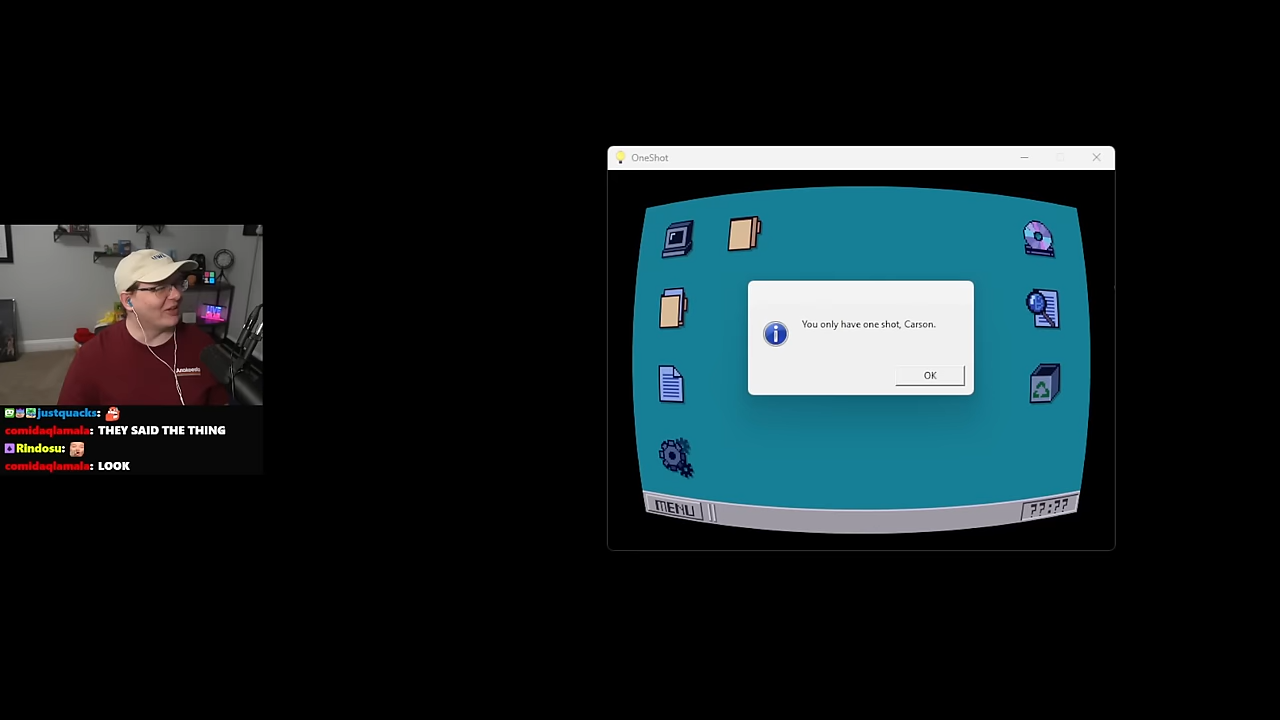 OneShot
You only have one shot, Carson.
OK
MENU
??:??
justquacks:
comidaqlamala: THEY SAID THE THING
Rindosu:
comidaqlamala: LOOK